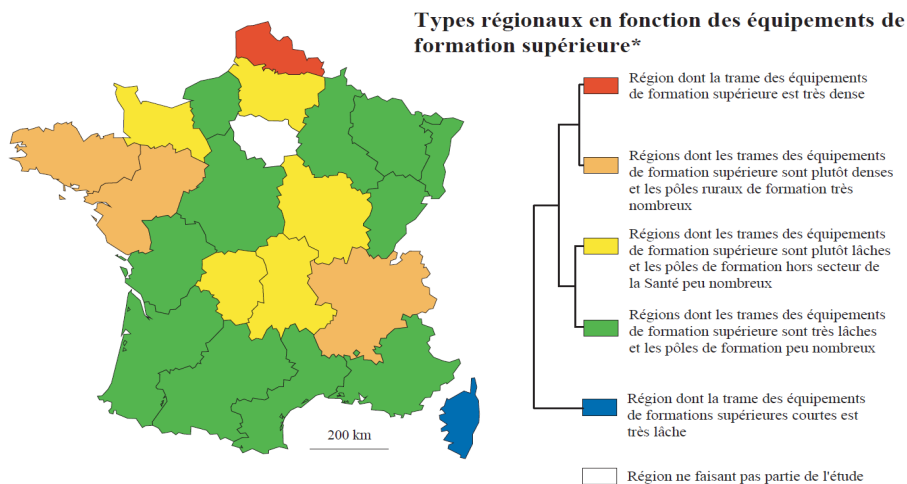 Types régionaux en fonction des équipements de
formation supérieure*
Région dont la trame des équipements
de formation supérieure est très dense
Régions dont les trames des équipements
de formation supérieure sont plutôt denses
et les pôles ruraux de formation très
nombreux
Régions dont les trames des équipements
de formation supérieure sont plutôt lâches
et les pôles de formation hors secteur de
la Santé peu nombreux
Régions dont les trames des équipements
de formation supérieure sont très lâches
et les pôles de formation peu nombreux
Région dont la trame des équipements
de formations supérieures courtes est
très lâche
Région ne faisant pas partie de l'étude
200 km